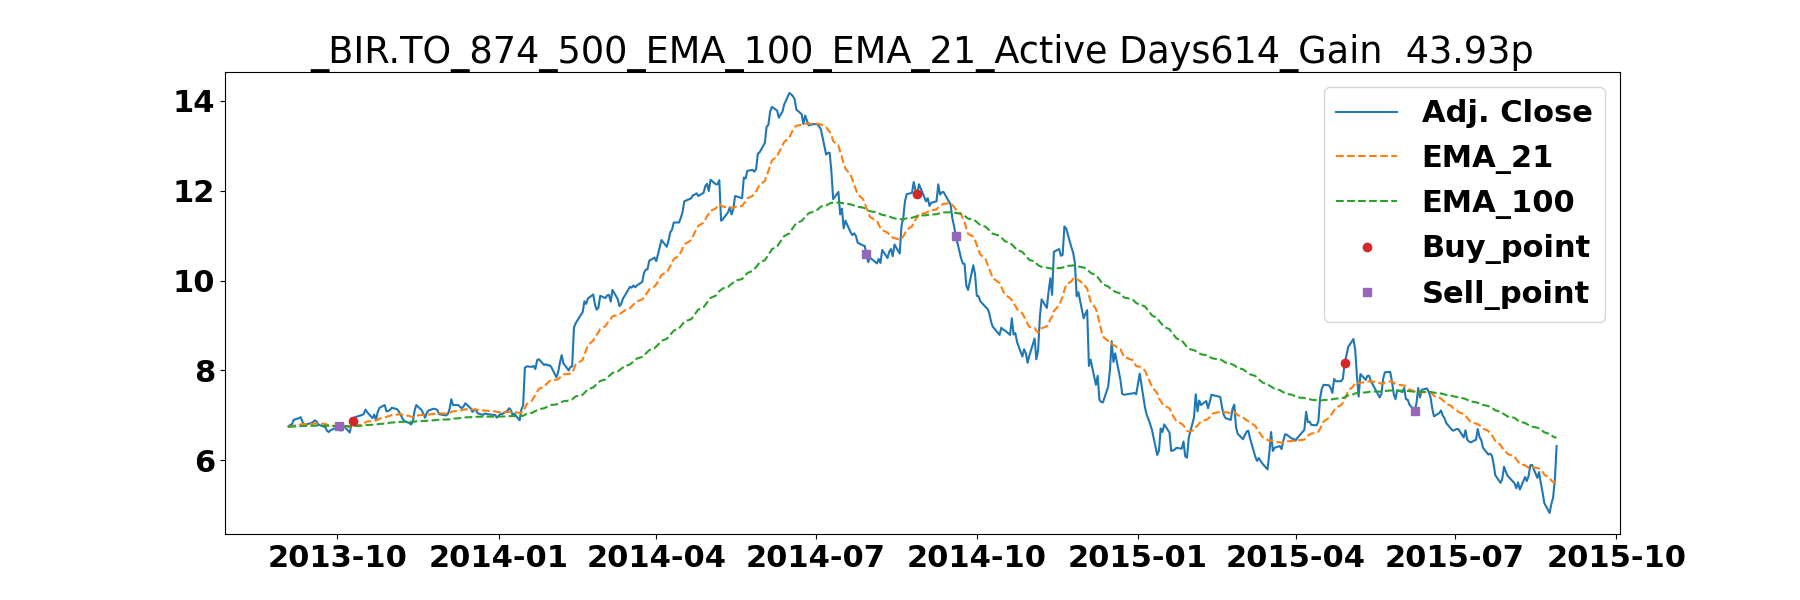 _BIR.TO_874_500_EMA_100_EMA_21_Active Days614_Gain  43.93p
14
12
10
8
6
Adj. Close
EMA_21
EMA_100
Buy_point
Sell_point
2013-10 2014-01 2014-04 2014-07 2014-10 2015-01 2015-04 2015-07 2015-10